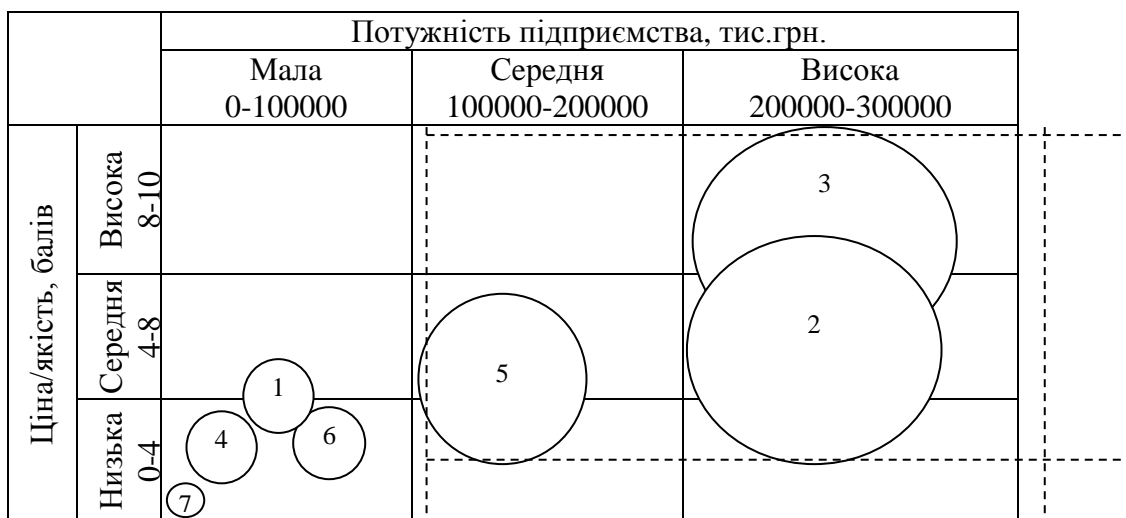 Потужність підприємства, тис.грн.
Мала
0-100000
Середня
100000-200000
Висока
200000-300000
Ціна/якість, балів
Висока
8-10
Середня
4-8
Низька
0-4
3
2
5
1
4
6
7